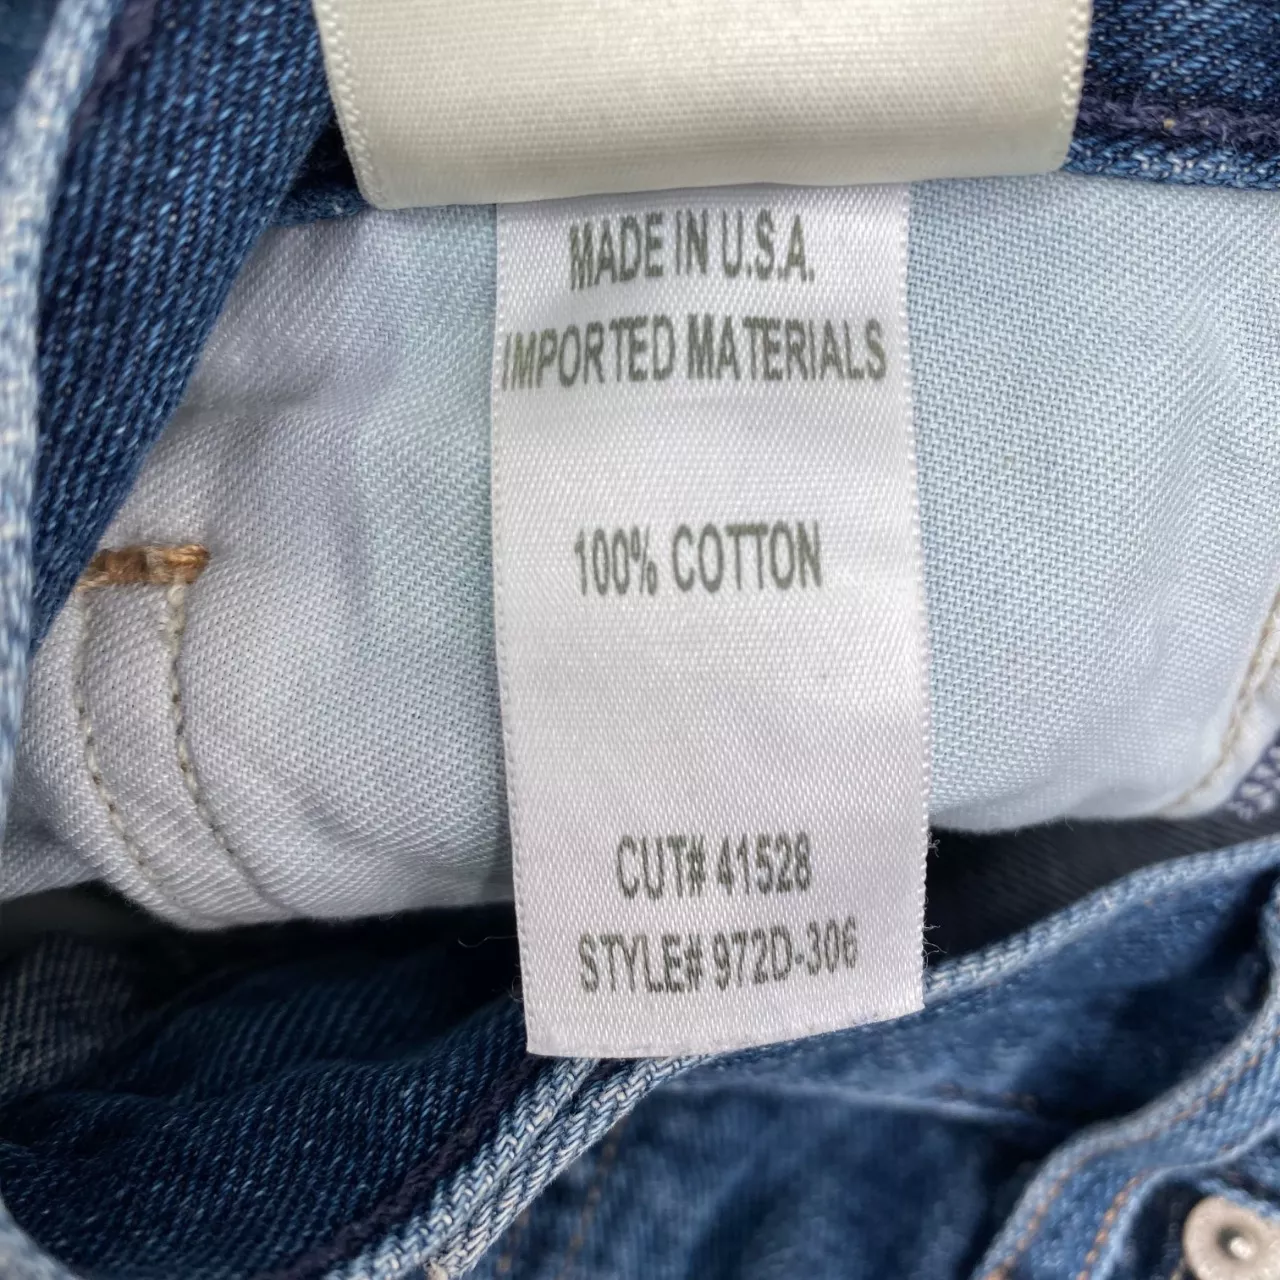 MADE IN U.S.A.
IMPORTED MATERIALS
100% COTTON
CUT# 41528
STYLE# 972D-306